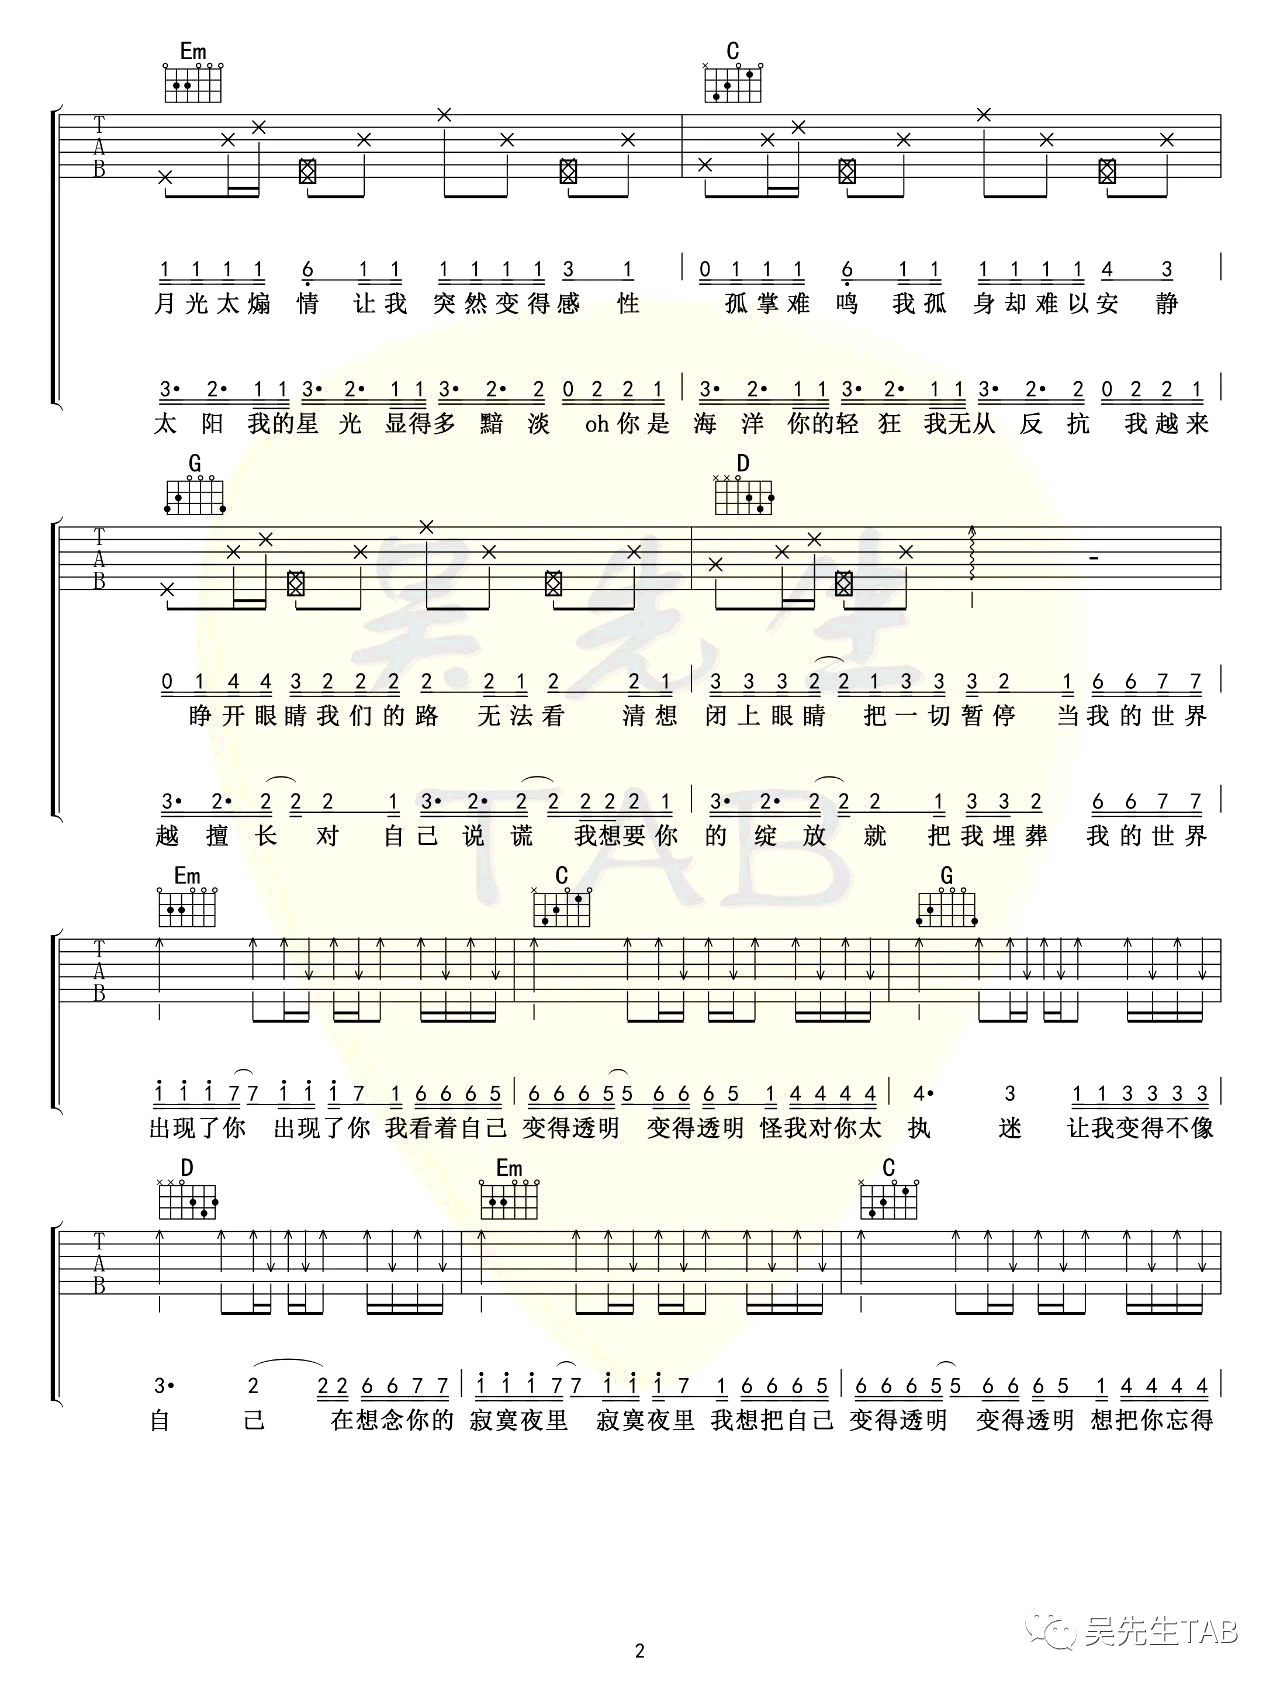 Em C
T A B
1 1 1 1 6 1 1 1 1 1 1 3 1 | 0 1 1 1 6 1 1 1 1 1 1 4 3 |
月光太煽情让我突然变得感性 孤掌难鸣我孤身却难以安静
3· 2· 1 1 3· 2· 1 1 3· 2· 2 0 2 2 1 | 3· 2· 1 1 3· 2· 1 1 3· 2· 2 0 2 2 1 |
太阳我的星光显得多黯淡 oh你是海洋你的轻狂我无从反抗 我越来
G D
T A B
0 1 4 4 3 2 2 2 2 2 1 2 2 1 | 3 3 3 2 2 1 3 3 3 2 1 6 6 7 7 |
睁开眼睛我们的路 无法看 清想闭上眼睛 把一切暂停 当我的世界
3· 2· 2 2 2 1 3· 2· 2 2 2 2 2 1 | 3· 2· 2 2 2 1 3 3 2 6 6 7 7 |
越擅长 对 自己说谎 我想要你的绽放就 把我埋葬 我的世界
Em C G
T A B
1 1 1 7 7 1 1 1 7 1 6 6 6 5 | 6 6 6 5 5 6 6 6 5 1 4 4 4 4 | 4· 3 1 1 3 3 3 3 |
出现了你 出现了你 我看着自己 变得透明 变得透明 怪我对你太执 迷 让我变得不像
D Em C
T A B
3· 2 2 2 6 6 7 7 | 1 1 1 7 7 1 1 1 7 1 6 6 6 5 | 6 6 6 5 5 6 6 6 5 1 4 4 4 4 |
自 己 在想念你的 寂寞夜里 寂寞夜里 我想把自己 变得透明 变得透明 想把你忘得
吴先生
TAB
吴先生TAB
2